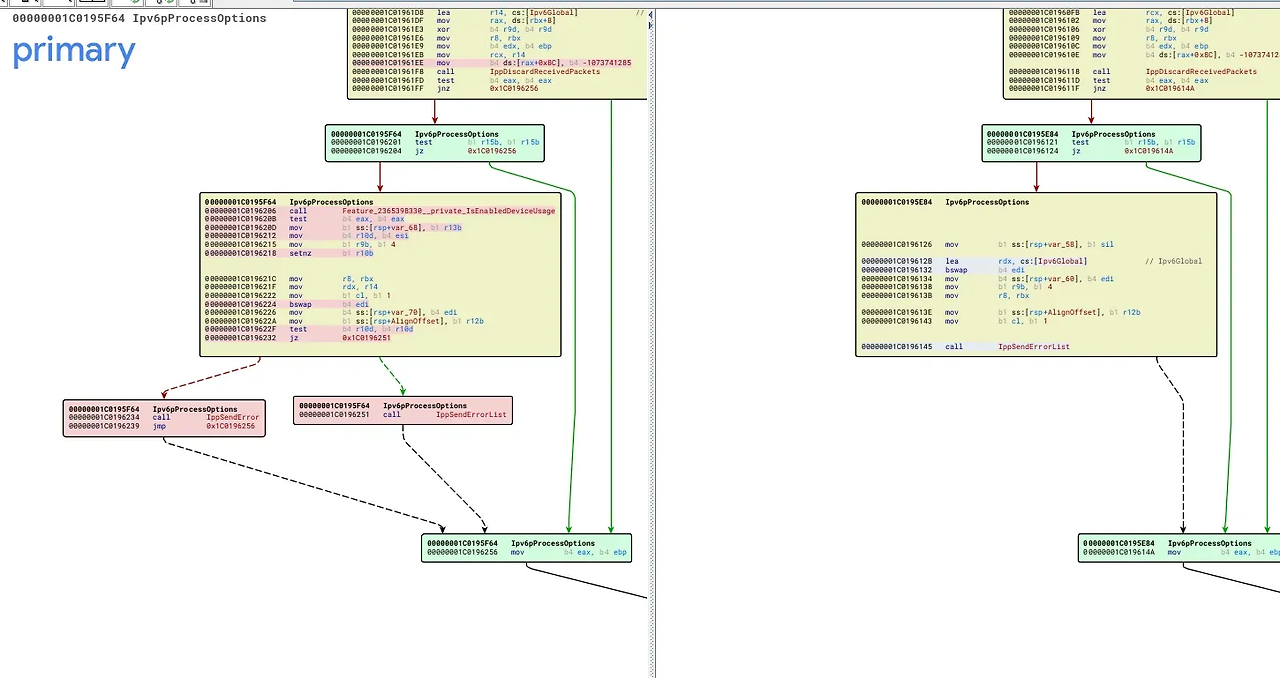 00000001C0195F64 Ipv6pProcessOptions
primary
00000001C01961D8 lea r14, cs:[Ipv6Global] //
00000001C01961DF mov rax, ds:[rbx+8]
00000001C01961E3 xor b4 r9d, b4 r9d
00000001C01961E6 mov r8, rbx
00000001C01961E9 mov b4 edx, b4 ebp
00000001C01961EB mov rcx, r14
00000001C01961EE mov b4 ds:[rax+0x8C], b4 -1073741285
00000001C01961F8 call IppDiscardReceivedPackets
00000001C01961FD test b4 eax, b4 eax
00000001C01961FF jnz 0x1C0196256
00000001C0195F64 Ipv6pProcessOptions
00000001C0196201 test b1 r15b, b1 r15b
00000001C0196204 jz 0x1C0196256
00000001C0195F64 Ipv6pProcessOptions
00000001C0196206 call Feature_2365398330__private_IsEnabledDeviceUsage
00000001C019620B test b4 eax, b4 eax
00000001C019620D mov b1 ss:[rsp+var_68], b1 r13b
00000001C0196212 mov b4 r10d, b4 esi
00000001C0196215 mov b1 r9b, b1 4
00000001C0196218 setnz b1 r10b
00000001C019621C mov r8, rbx
00000001C019621F mov rdx, r14
00000001C0196222 mov b1 cl, b1 1
00000001C0196224 bswap b4 edi
00000001C0196226 mov b4 ss:[rsp+var_70], b4 edi
00000001C019622A mov b1 ss:[rsp+AlignOffset], b1 r12b
00000001C019622F test b4 r10d, b4 r10d
00000001C0196232 jz 0x1C0196251
00000001C0195F64 Ipv6pProcessOptions
00000001C0196234 call IppSendError
00000001C0196239 jmp 0x1C0196256
00000001C0195F64 Ipv6pProcessOptions
00000001C0196251 call IppSendErrorList
00000001C0195F64 Ipv6pProcessOptions
00000001C0196256 mov b4 eax, b4 ebp
00000001C01960FB lea rcx, cs:[Ipv6Global]
00000001C0196102 mov rax, ds:[rbx+8]
00000001C0196106 xor b4 r9d, b4 r9d
00000001C0196109 mov r8, rbx
00000001C019610C mov b4 edx, b4 ebp
00000001C019610E mov b4 ds:[rax+0x8C], b4 -10737412
00000001C0196118 call IppDiscardReceivedPackets
00000001C019611D test b4 eax, b4 eax
00000001C019611F jnz 0x1C019614A
00000001C0195E84 Ipv6pProcessOptions
00000001C0196121 test b1 r15b, b1 r15b
00000001C0196124 jz 0x1C019614A
00000001C0195E84 Ipv6pProcessOptions
00000001C0196126 mov b1 ss:[rsp+var_58], b1 sil
00000001C019612B lea rdx, cs:[Ipv6Global] // Ipv6Global
00000001C0196132 bswap b4 edi
00000001C0196134 mov b4 ss:[rsp+var_60], b4 edi
00000001C0196138 mov b1 r9b, b1 4
00000001C019613B mov r8, rbx
00000001C019613E mov b1 ss:[rsp+AlignOffset], b1 r12b
00000001C0196143 mov b1 cl, b1 1
00000001C0196145 call IppSendErrorList
00000001C0195E84 Ipv6pProcessOptions
00000001C019614A mov b4 eax, b4 ebp